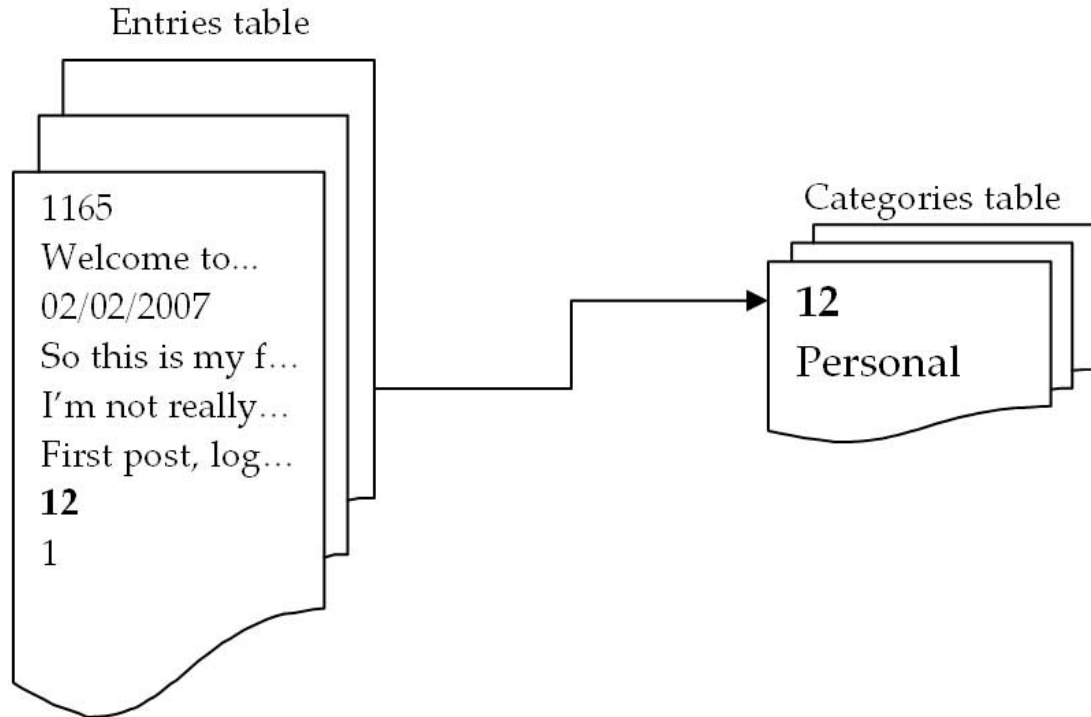 Entries table
1165
Welcome to…
02/02/2007
So this is my f…
I’m not really…
First post, log…
12
1
Categories table
12
Personal